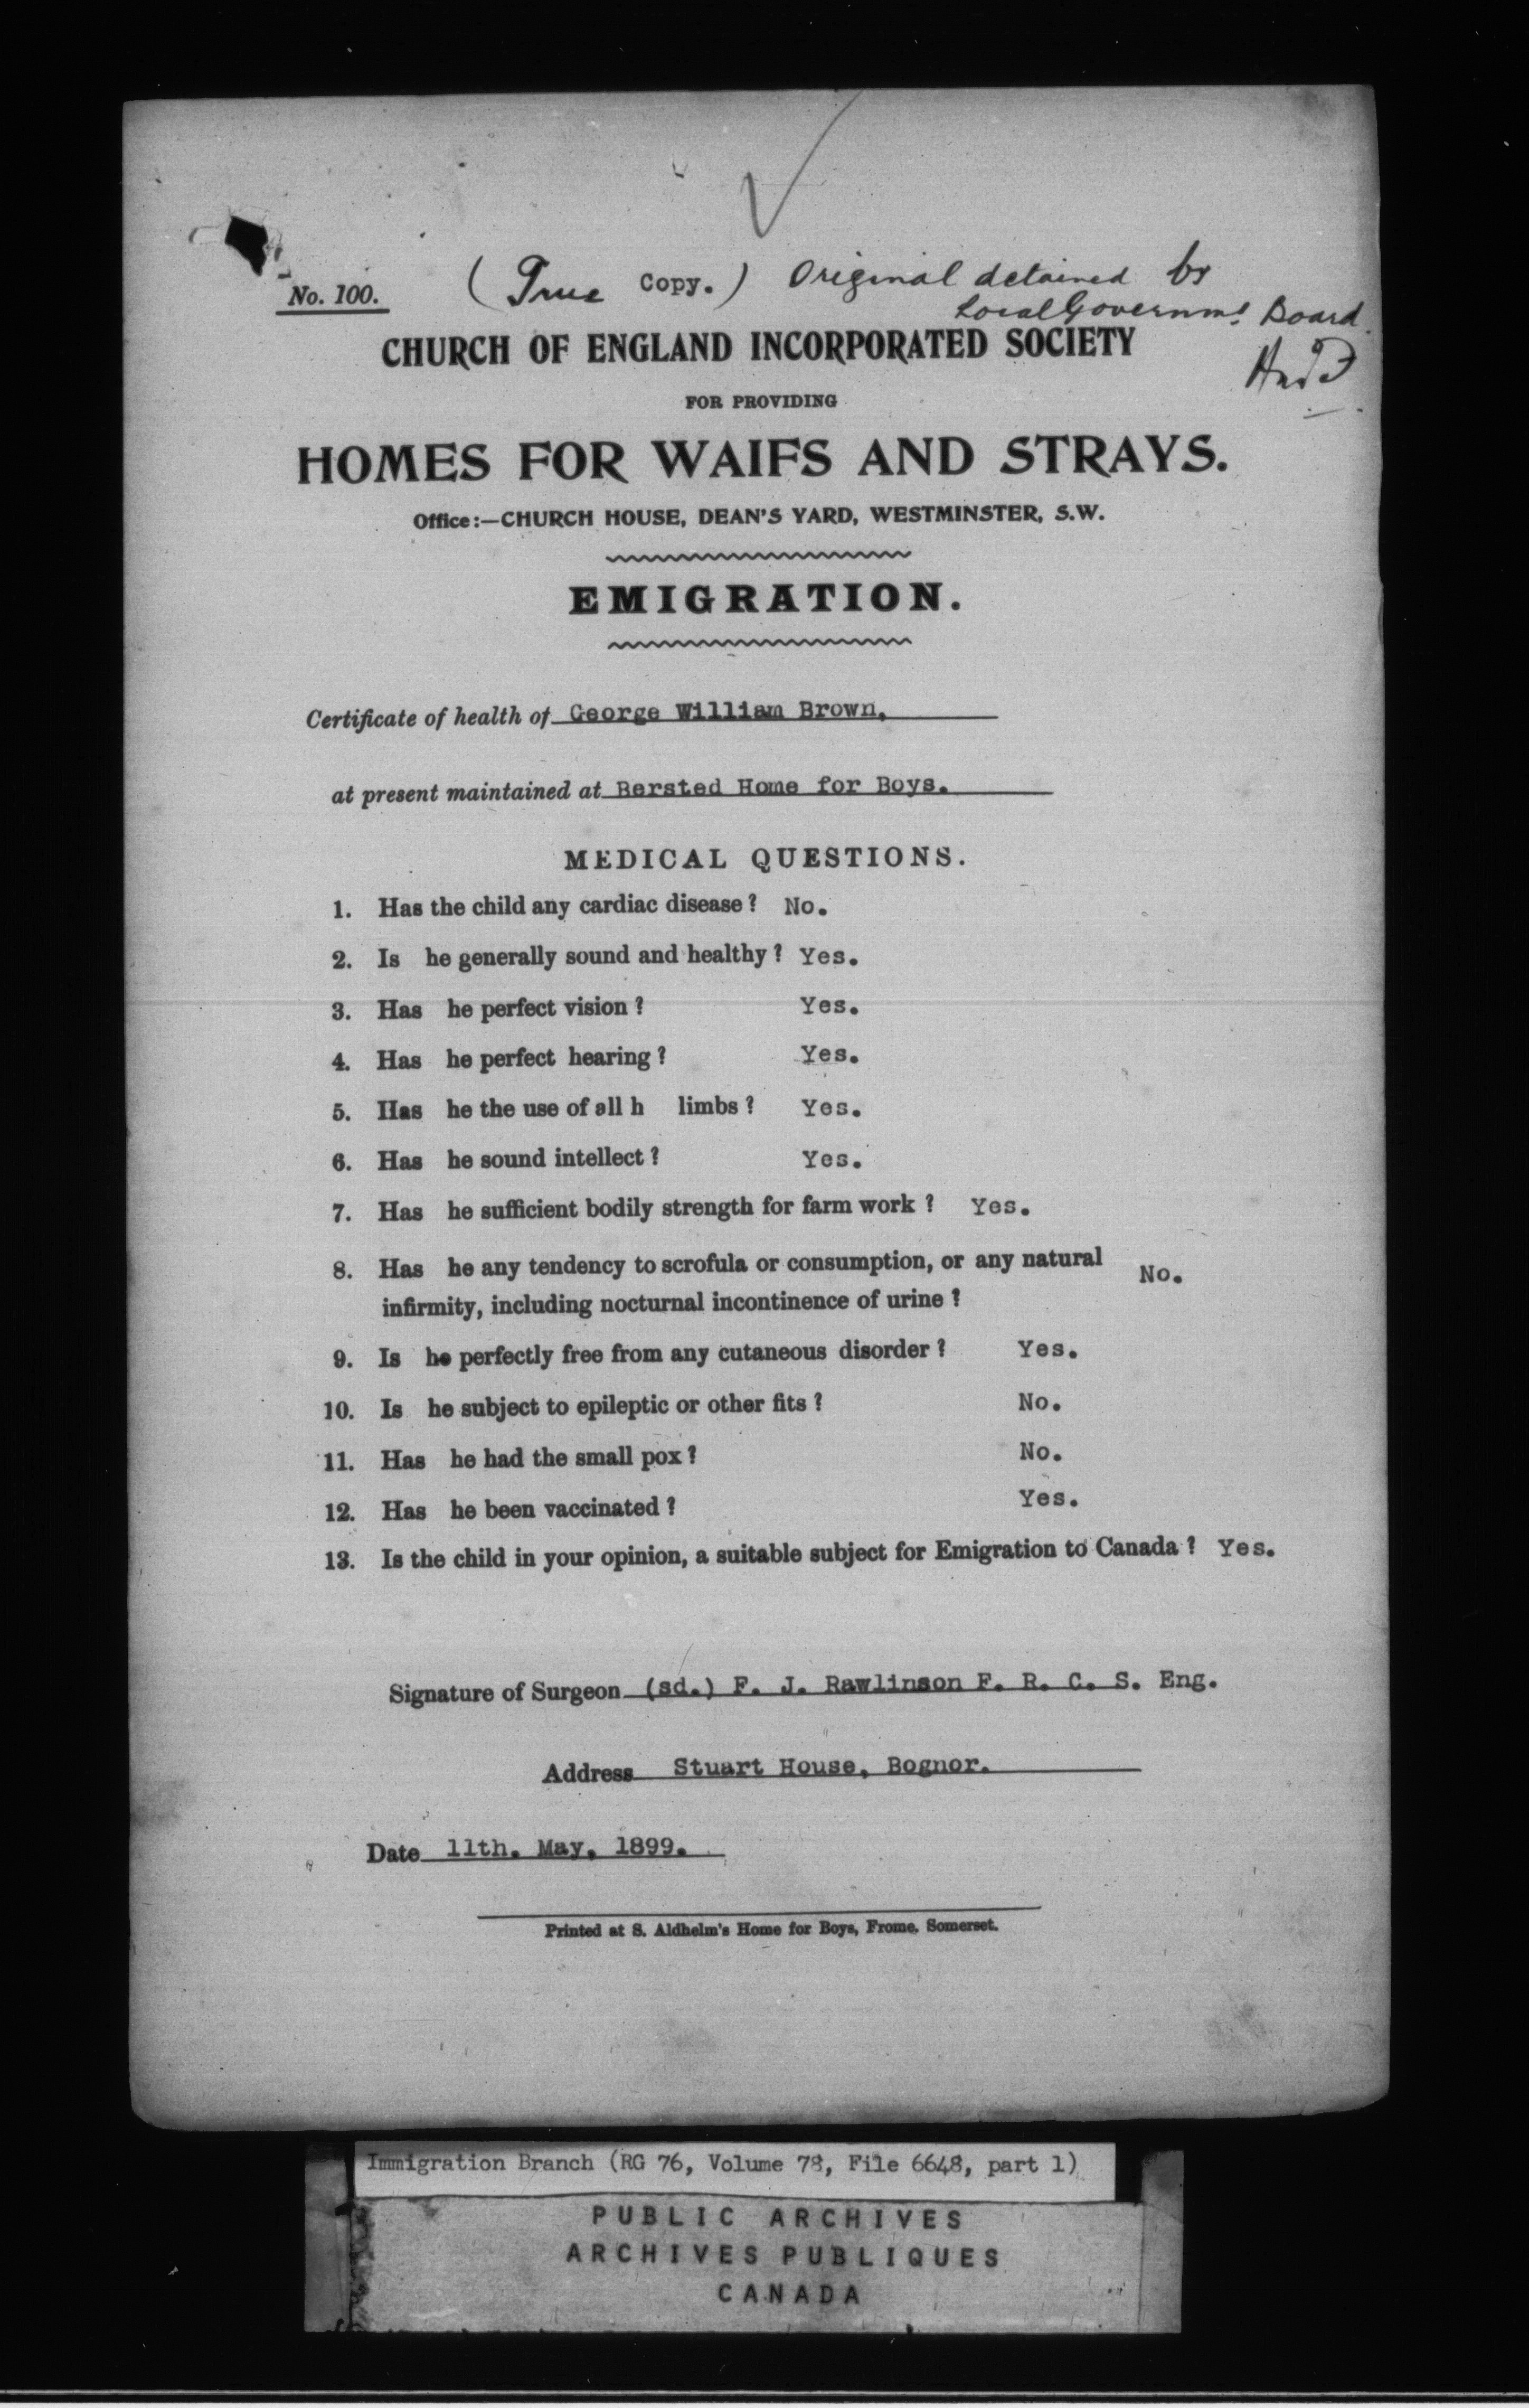 No. 100.
(True Copy.) Original detained by
Local Governmt Board.
CHURCH OF ENGLAND INCORPORATED SOCIETY
FOR PROVIDING
HOMES FOR WAIFS AND STRAYS.
Office:—CHURCH HOUSE, DEAN'S YARD, WESTMINSTER, S.W.
EMIGRATION.
Certificate of health of George William Brown.
at present maintained at Bersted Home for Boys.
MEDICAL QUESTIONS.
1. Has the child any cardiac disease? No.
2. Is he generally sound and healthy? Yes.
3. Has he perfect vision? Yes.
4. Has he perfect hearing? Yes.
5. Has he the use of all h limbs? Yes.
6. Has he sound intellect? Yes.
7. Has he sufficient bodily strength for farm work? Yes.
8. Has he any tendency to scrofula or consumption, or any natural
infirmity, including nocturnal incontinence of urine? No.
9. Is he perfectly free from any cutaneous disorder? Yes.
10. Is he subject to epileptic or other fits? No.
11. Has he had the small pox? No.
12. Has he been vaccinated? Yes.
13. Is the child in your opinion, a suitable subject for Emigration to Canada? Yes.
Signature of Surgeon (sd.) F. J. Rawlinson F. R. C. S. Eng.
Address Stuart House, Bognor.
Date 11th. May, 1899.
Printed at S. Aldhelm's Home for Boys, Frome. Somerset.
Immigration Branch (RG 76, Volume 78, File 6648, part 1)
PUBLIC ARCHIVES
ARCHIVES PUBLIQUES
CANADA